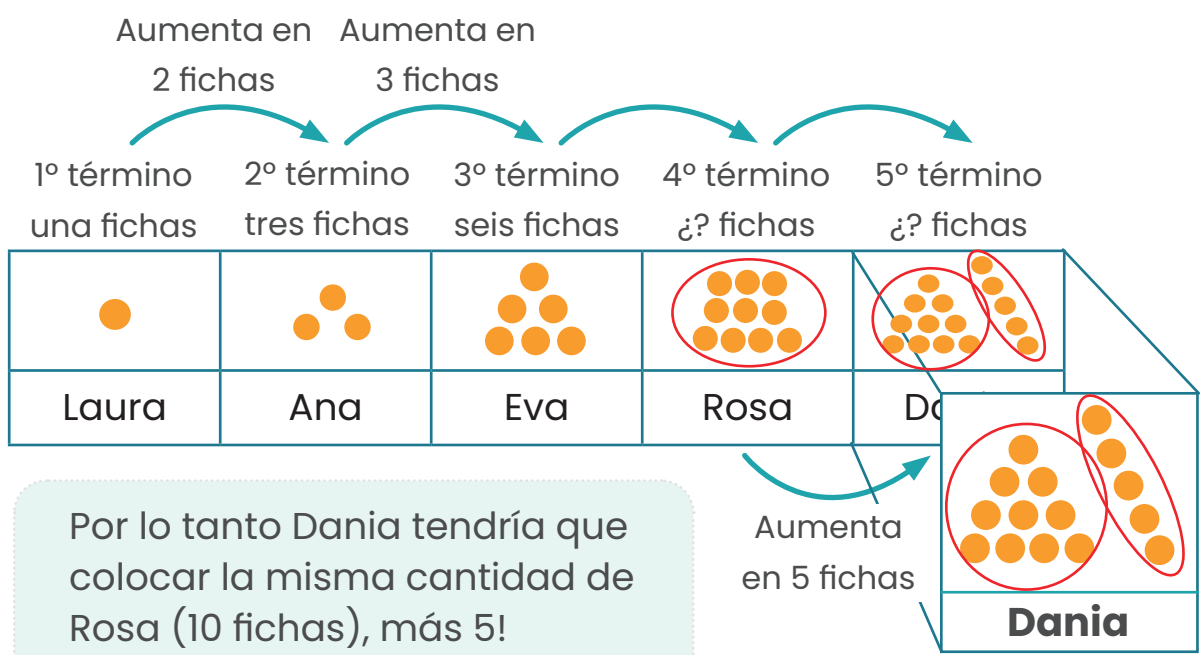 Aumenta en
2 fichas
Aumenta en
3 fichas
1º término
una fichas
2º término
tres fichas
3º término
seis fichas
4º término
¿? fichas
5º término
¿? fichas
Laura
Ana
Eva
Rosa
Aumenta
en 5 fichas
Dania
Por lo tanto Dania tendría que
colocar la misma cantidad de
Rosa (10 fichas), más 5!